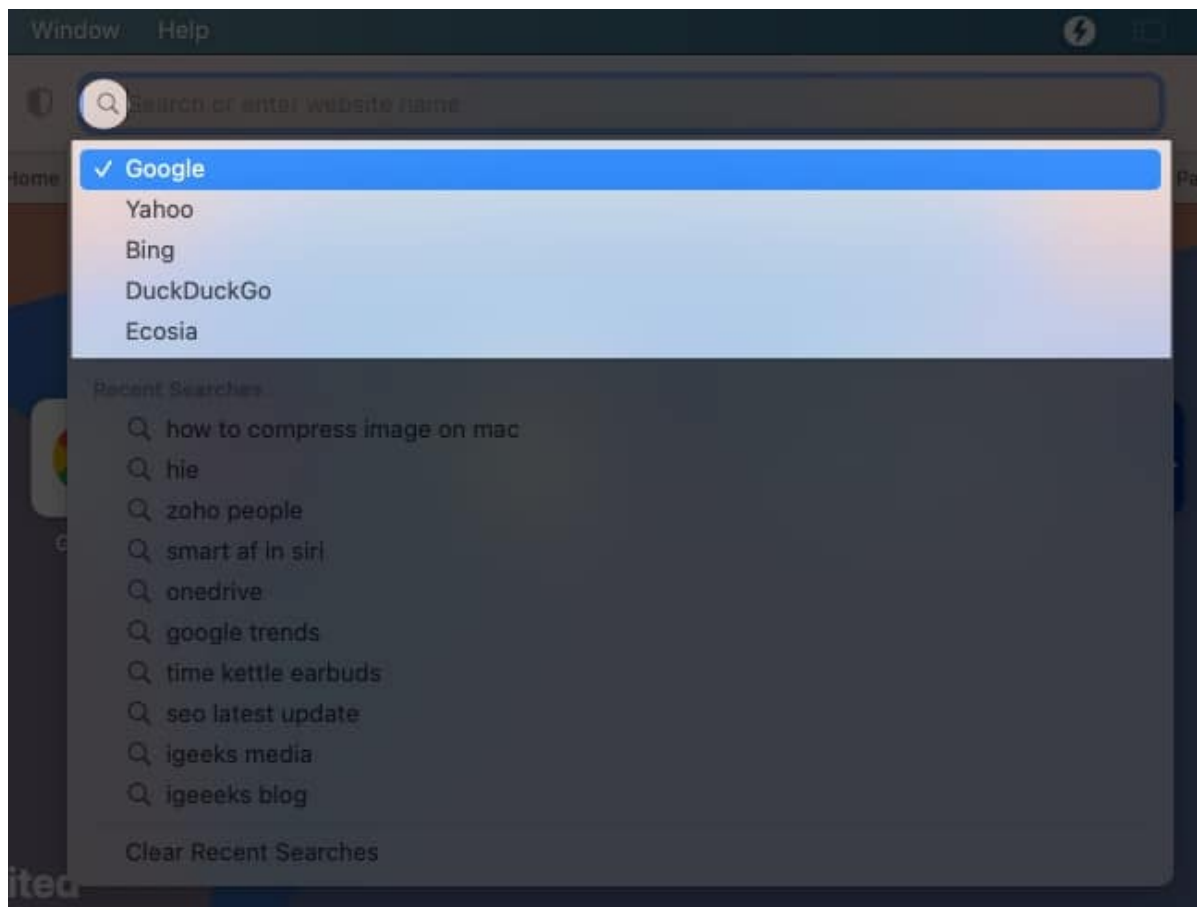 Window Help
Search or enter website name
Home
✓ Google
Yahoo
Bing
DuckDuckGo
Ecosia
Recent Searches
how to compress image on mac
hie
zoho people
smart af in siri
onedrive
google trends
time kettle earbuds
seo latest update
igeeks media
igeeeks blog
Clear Recent Searches